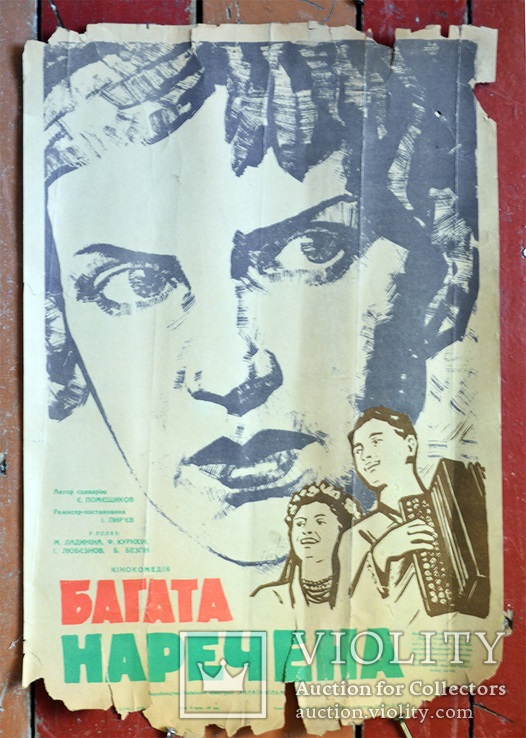 Автор сценарію
Є. ПОМЄЩИКОВ
Режисер-постановник
І. ПИР'ЄВ
У РОЛЯХ:
М. ЛАДИНІНА, Ф. КУРИХІН,
І. ЛЮБЕЗНОВ, Б. БЕЗГІН
КІНОКОМЕДІЯ
БАГАТА
НАРЕЧЕНА
VIOLITY
Auction for Collectors
auction.violity.com